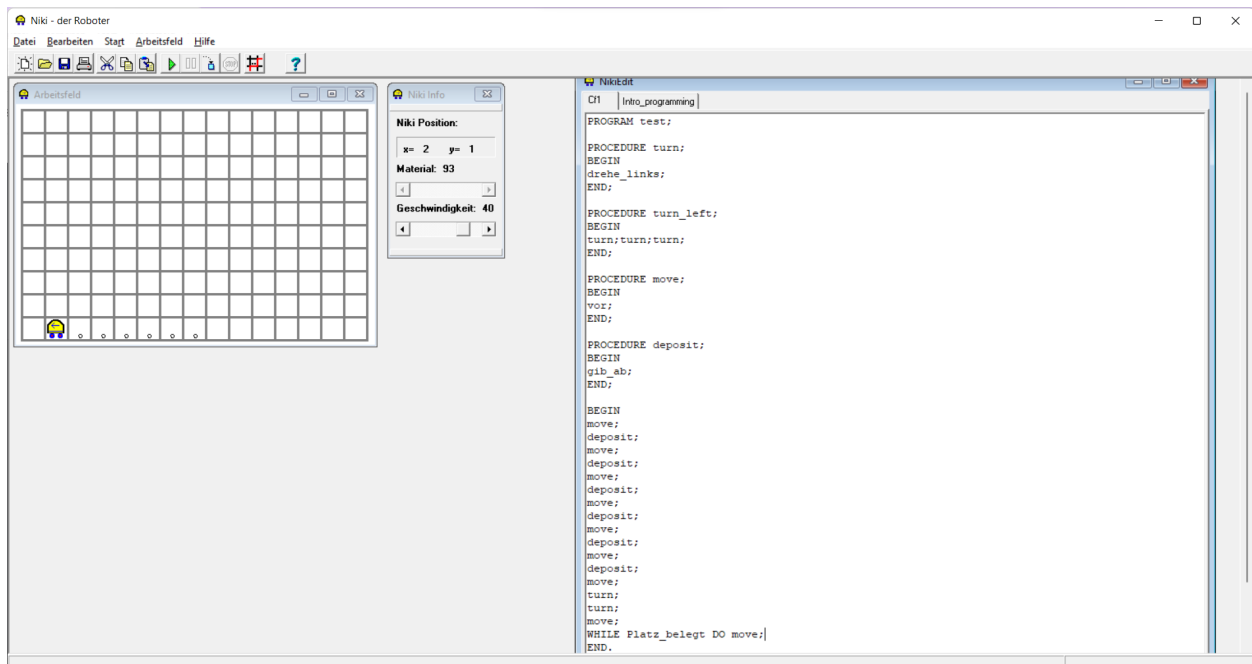 Niki - der Roboter
Datei Bearbeiten Start Arbeitsfeld Hilfe
STOP
?
Arbeitsfeld
Niki Info
Niki Position:
x= 2 y= 1
Material: 93
Geschwindigkeit: 40
NikiEdit
Cf1 Intro_programming
PROGRAM test;
PROCEDURE turn;
BEGIN
drehe_links;
END;
PROCEDURE turn_left;
BEGIN
turn;turn;turn;
END;
PROCEDURE move;
BEGIN
vor;
END;
PROCEDURE deposit;
BEGIN
gib_ab;
END;
BEGIN
move;
deposit;
move;
deposit;
move;
deposit;
move;
deposit;
move;
deposit;
move;
deposit;
move;
turn;
turn;
move;
WHILE Platz_belegt DO move;
END.